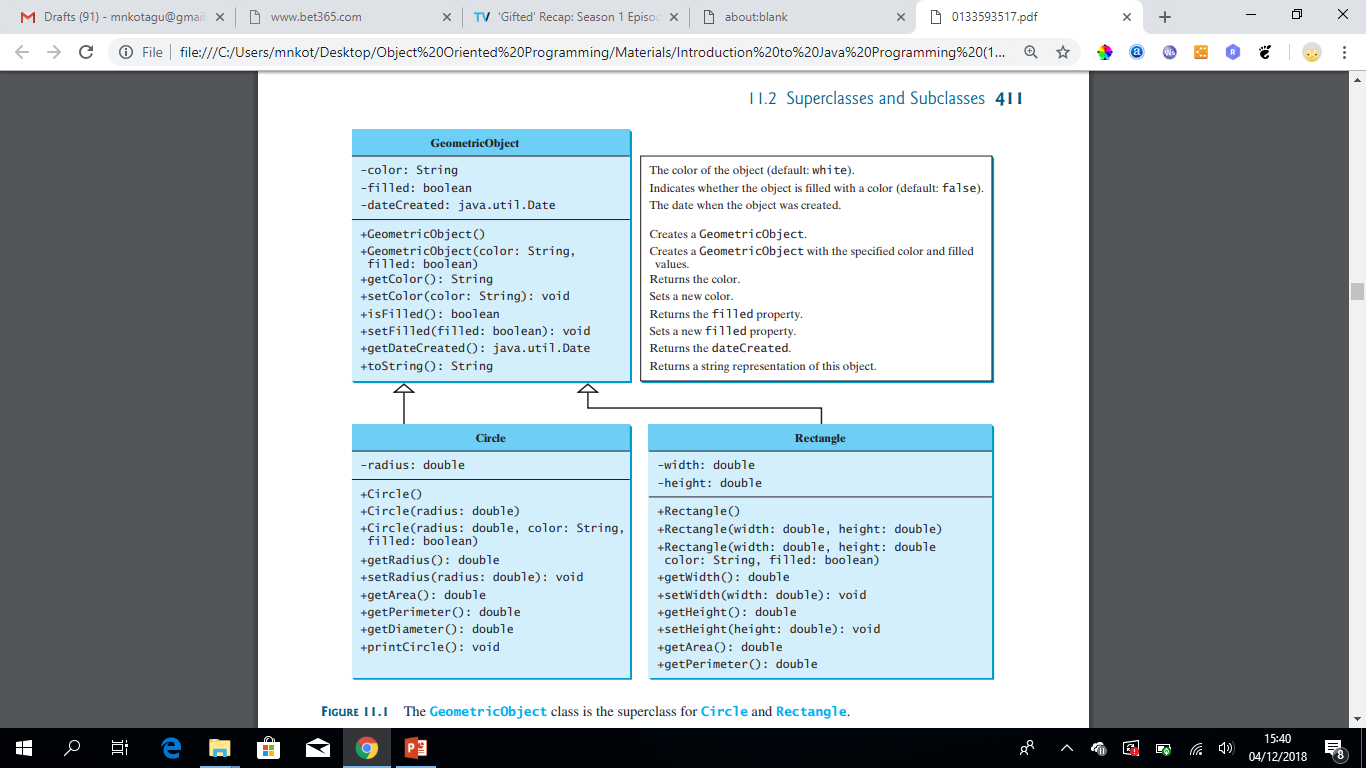 Drafts (91) - mnkotagu@gmail
www.bet365.com
TV 'Gifted' Recap: Season 1 Episod
about:blank
0133593517.pdf
File | file:///C:/Users/mnkot/Desktop/Object%20Oriented%20Programming/Materials/Introduction%20to%20Java%20Programming%20(1...
11.2 Superclasses and Subclasses 411
GeometricObject
-color: String
-filled: boolean
-dateCreated: java.util.Date
+GeometricObject()
+GeometricObject(color: String,
filled: boolean)
+getColor(): String
+setColor(color: String): void
+isFilled(): boolean
+setFilled(filled: boolean): void
+getDateCreated(): java.util.Date
+toString(): String
The color of the object (default: white).
Indicates whether the object is filled with a color (default: false).
The date when the object was created.
Creates a GeometricObject.
Creates a GeometricObject with the specified color and filled
values.
Returns the color.
Sets a new color.
Returns the filled property.
Sets a new filled property.
Returns the dateCreated.
Returns a string representation of this object.
Circle
-radius: double
+Circle()
+Circle(radius: double)
+Circle(radius: double, color: String,
filled: boolean)
+getRadius(): double
+setRadius(radius: double): void
+getArea(): double
+getPerimeter(): double
+getDiameter(): double
+printCircle(): void
Rectangle
-width: double
-height: double
+Rectangle()
+Rectangle(width: double, height: double)
+Rectangle(width: double, height: double
color: String, filled: boolean)
+getWidth(): double
+setWidth(width: double): void
+getHeight(): double
+setHeight(height: double): void
+getArea(): double
+getPerimeter(): double
FIGURE 11.1 The GeometricObject class is the superclass for Circle and Rectangle.
15:40
04/12/2018
8